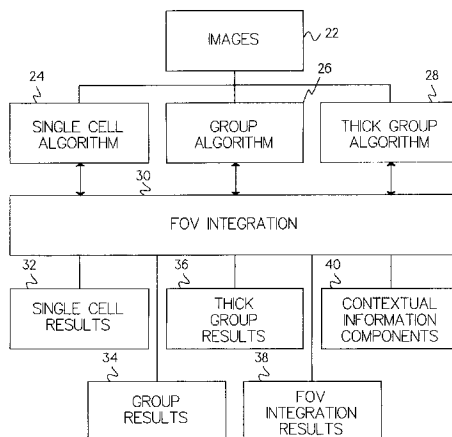 IMAGES
22
24
26
28
SINGLE CELL
ALGORITHM
GROUP
ALGORITHM
THICK GROUP
ALGORITHM
30
FOV INTEGRATION
32
36
40
SINGLE CELL
RESULTS
THICK
GROUP
RESULTS
CONTEXTUAL
INFORMATION
COMPONENTS
34
38
GROUP
RESULTS
FOV
INTEGRATION
RESULTS